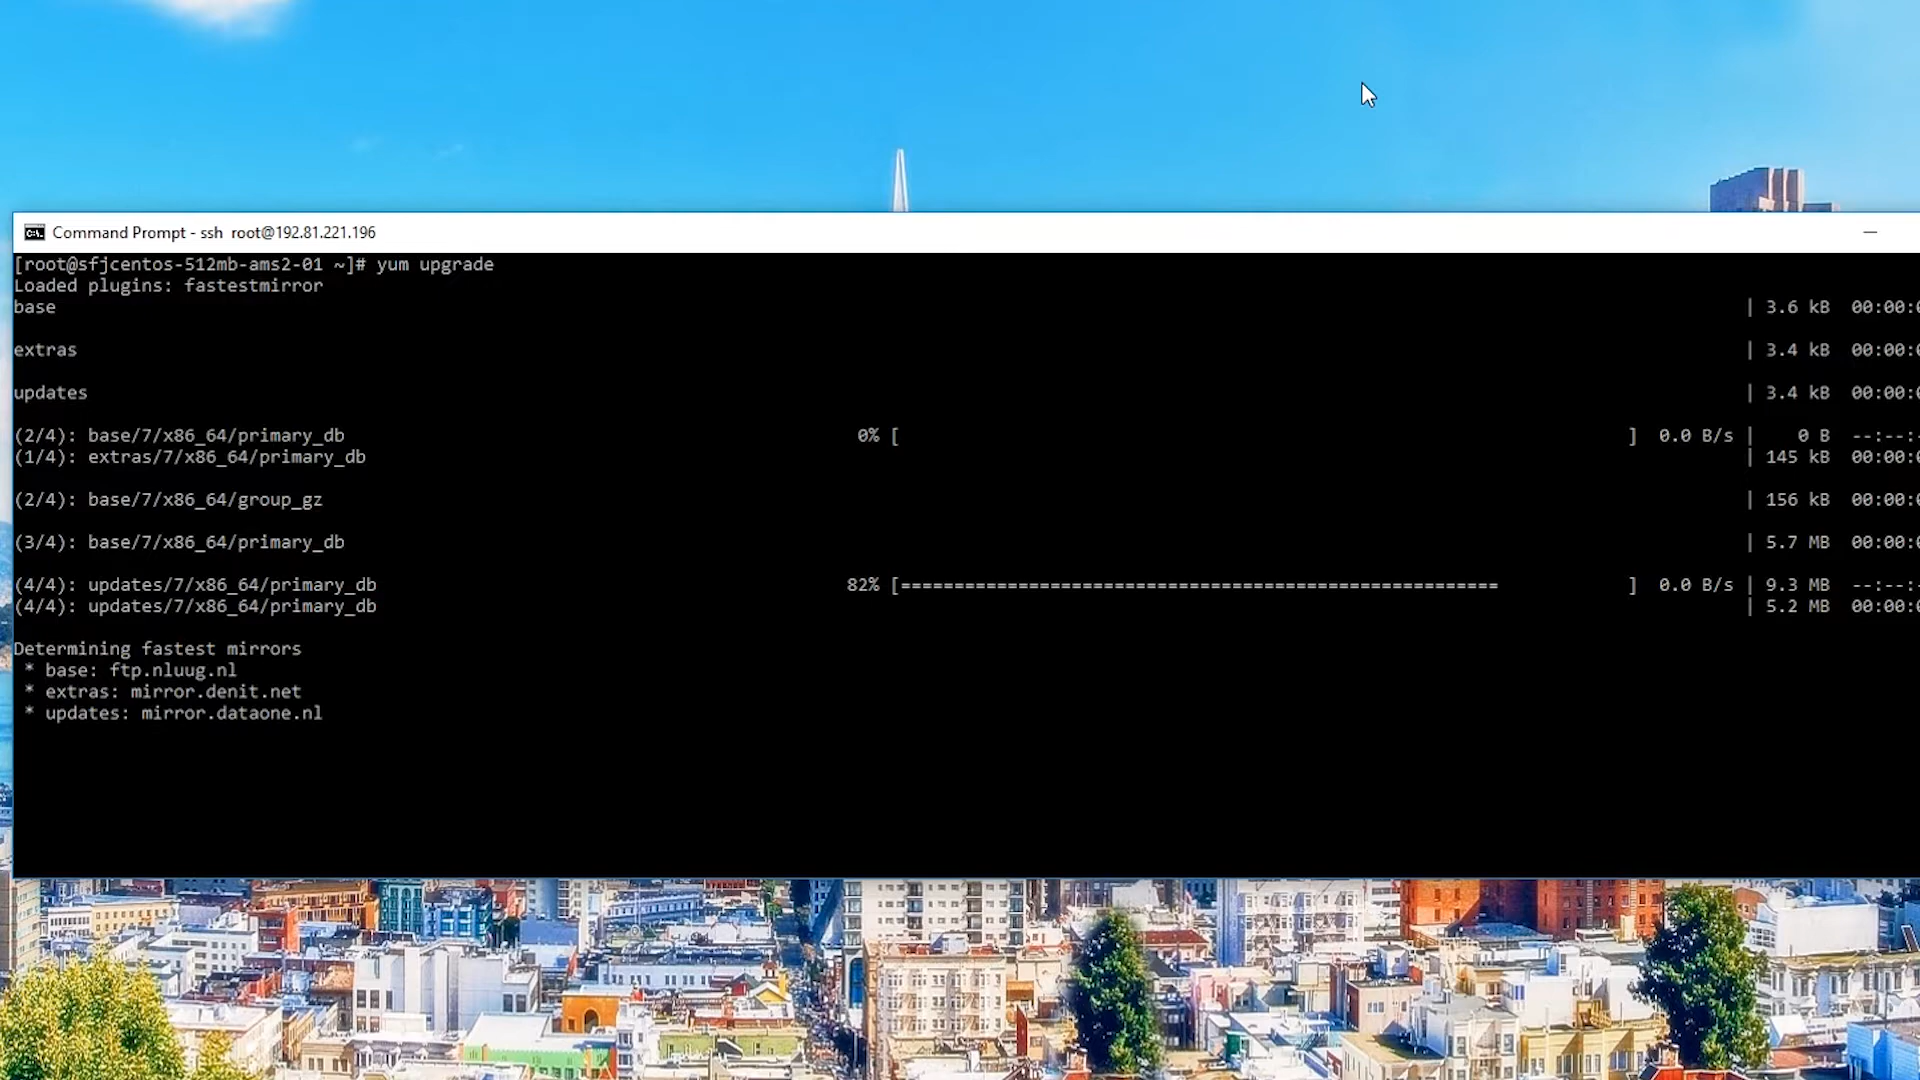 Command Prompt - ssh  root@192.81.221.196
[root@sfjcentos-512mb-ams2-01 ~]# yum upgrade
Loaded plugins: fastestmirror
base | 3.6 kB  00:00:0
extras | 3.4 kB  00:00:0
updates | 3.4 kB  00:00:0
(2/4): base/7/x86_64/primary_db 0% [ ] 0.0 B/s | 0 B --:--:-
(1/4): extras/7/x86_64/primary_db | 145 kB  00:00:0
(2/4): base/7/x86_64/group_gz | 156 kB  00:00:0
(3/4): base/7/x86_64/primary_db | 5.7 MB  00:00:0
(4/4): updates/7/x86_64/primary_db 82% [======================================================== ] 0.0 B/s | 9.3 MB --:--:-
(4/4): updates/7/x86_64/primary_db | 5.2 MB  00:00:0
Determining fastest mirrors
* base: ftp.nluug.nl
* extras: mirror.denit.net
* updates: mirror.dataone.nl